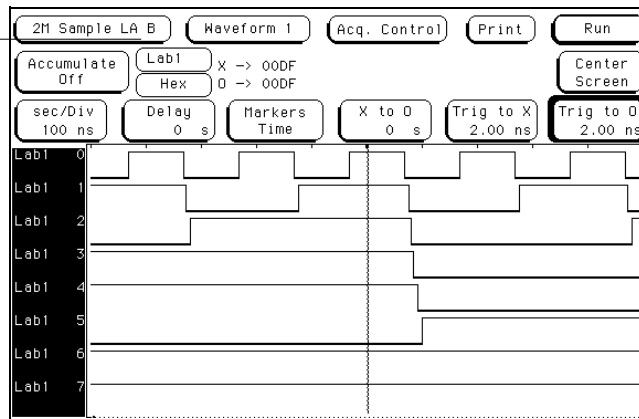 2M Sample LA B Waveform 1 Acq. Control Print Run
Accumulate Off Lab1 Hex X -> 00DF O -> 00DF Center Screen
sec/Div 100 ns Delay 0 s Markers Time X to O 0 s Trig to X 2.00 ns Trig to O 2.00 ns
Lab1 0
Lab1 1
Lab1 2
Lab1 3
Lab1 4
Lab1 5
Lab1 6
Lab1 7